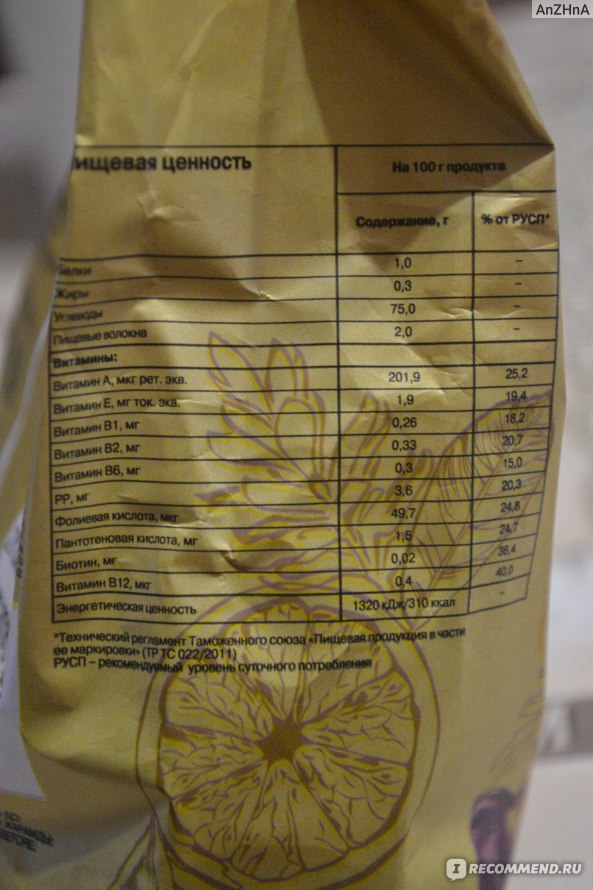 AnZHnA
ищевая ценность На 100 г продукта
Содержание, г % от РУСП*
Белки 1,0 –
Жиры 0,3 –
Углеводы 75,0 –
Пищевые волокна 2,0 –
Витамины:
Витамин А, мкг рет. экв. 201,9 25,2
Витамин Е, мг ток. экв. 1,9 19,4
Витамин В1, мг 0,26 18,2
Витамин В2, мг 0,33 20,7
Витамин В6, мг 0,3 15,0
РР, мг 3,6 20,3
Фолиевая кислота, мкг 49,7 24,8
Пантотеновая кислота, мг 1,5 24,7
Биотин, мг 0,02 36,4
Витамин В12, мкг 0,4 40,0
Энергетическая ценность 1320 кДж/310 ккал –
*Технический регламент Таможенного союза «Пищевая продукция в части
ее маркировки» (ТР ТС 022/2011)
РУСП – рекомендуемый уровень суточного потребления
IRECOMMEND.RU